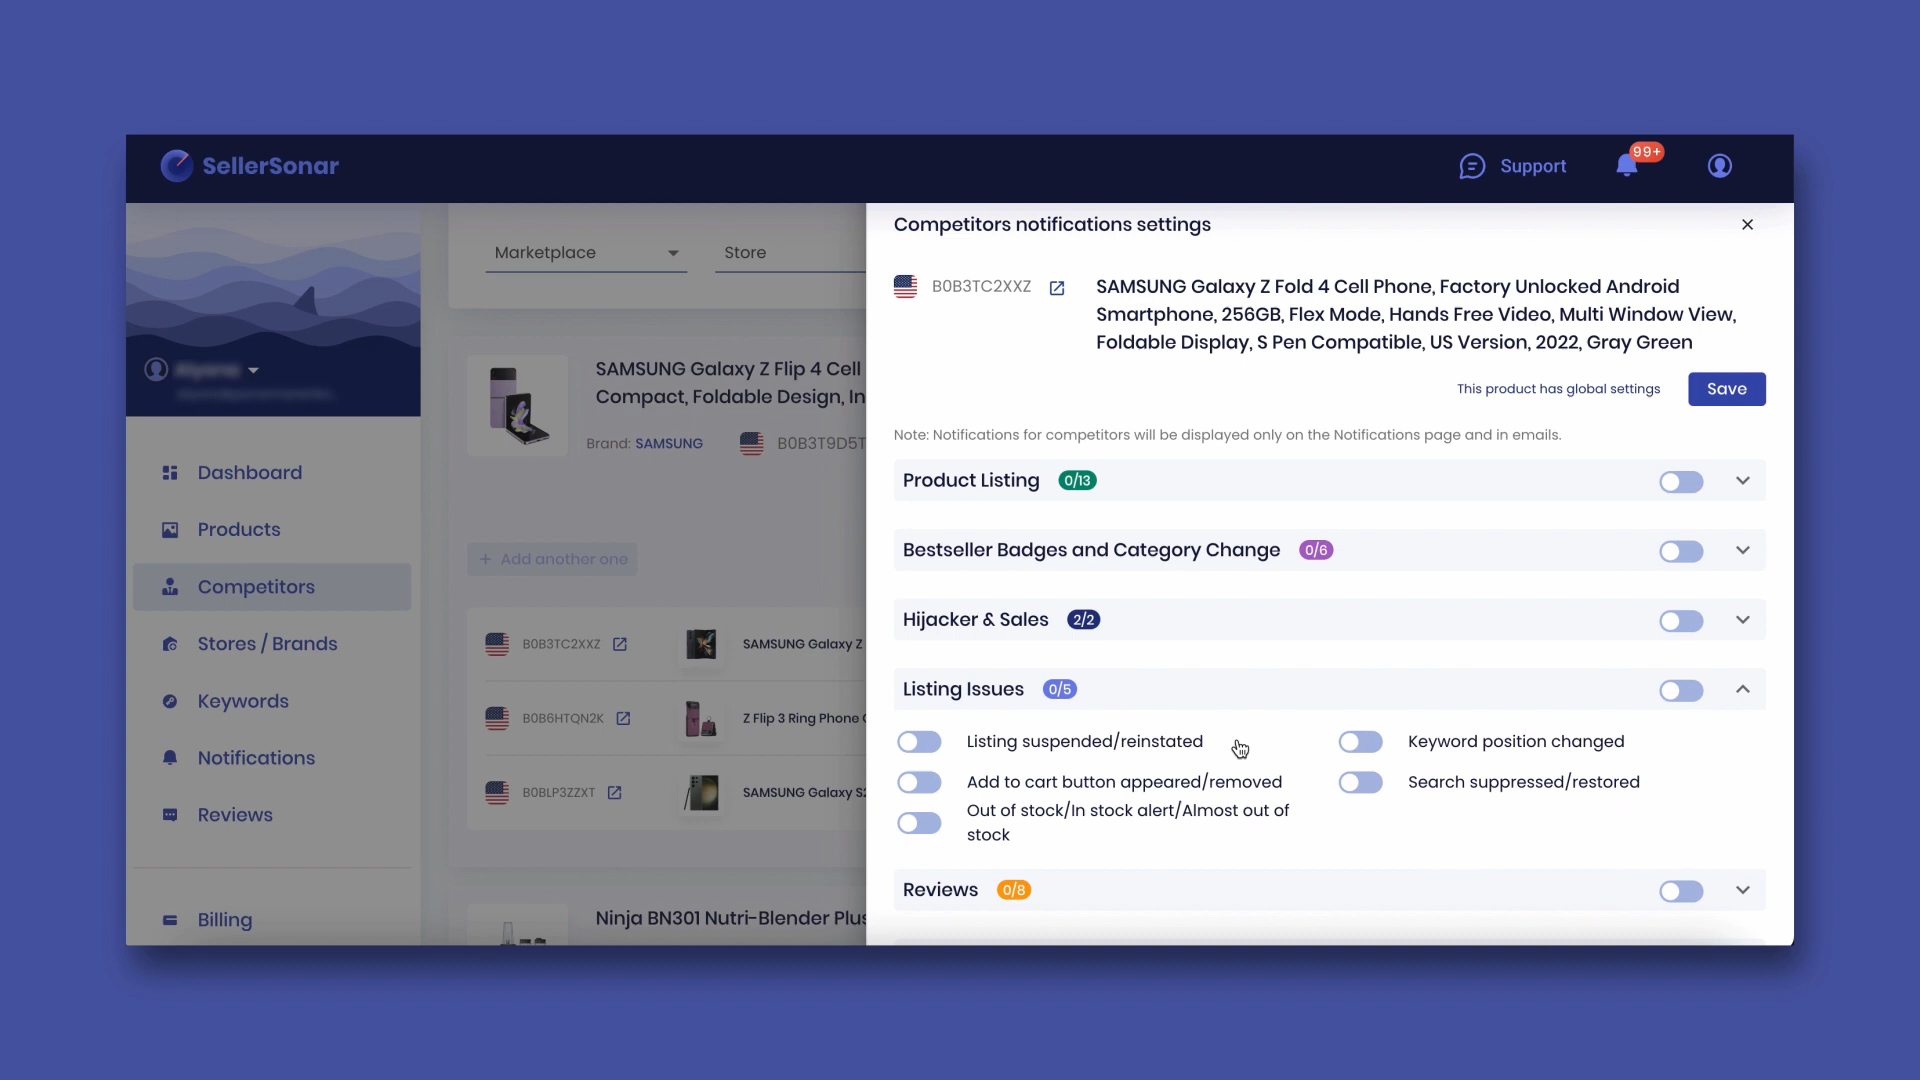 SellerSonar
Support
99+
Marketplace
Store
Competitors notifications settings
B0B3TC2XXZ
SAMSUNG Galaxy Z Fold 4 Cell Phone, Factory Unlocked Android
Smartphone, 256GB, Flex Mode, Hands Free Video, Multi Window View,
Foldable Display, S Pen Compatible, US Version, 2022, Gray Green
This product has global settings
Save
Note: Notifications for competitors will be displayed only on the Notifications page and in emails.
Product Listing 0/13
Bestseller Badges and Category Change 0/6
Hijacker & Sales 2/2
Listing Issues 0/5
Listing suspended/reinstated
Keyword position changed
Add to cart button appeared/removed
Search suppressed/restored
Out of stock/In stock alert/Almost out of
stock
Reviews 0/8
Dashboard
Products
Competitors
Stores / Brands
Keywords
Notifications
Reviews
Billing
SAMSUNG Galaxy Z Flip 4 Cell
Compact, Foldable Design, In
Brand: SAMSUNG
B0B3T9D5T
+ Add another one
B0B3TC2XXZ
SAMSUNG Galaxy Z
B0B6HTQN2K
Z Flip 3 Ring Phone
B0BLP3ZZXT
SAMSUNG Galaxy S2
Ninja BN301 Nutri-Blender Plus